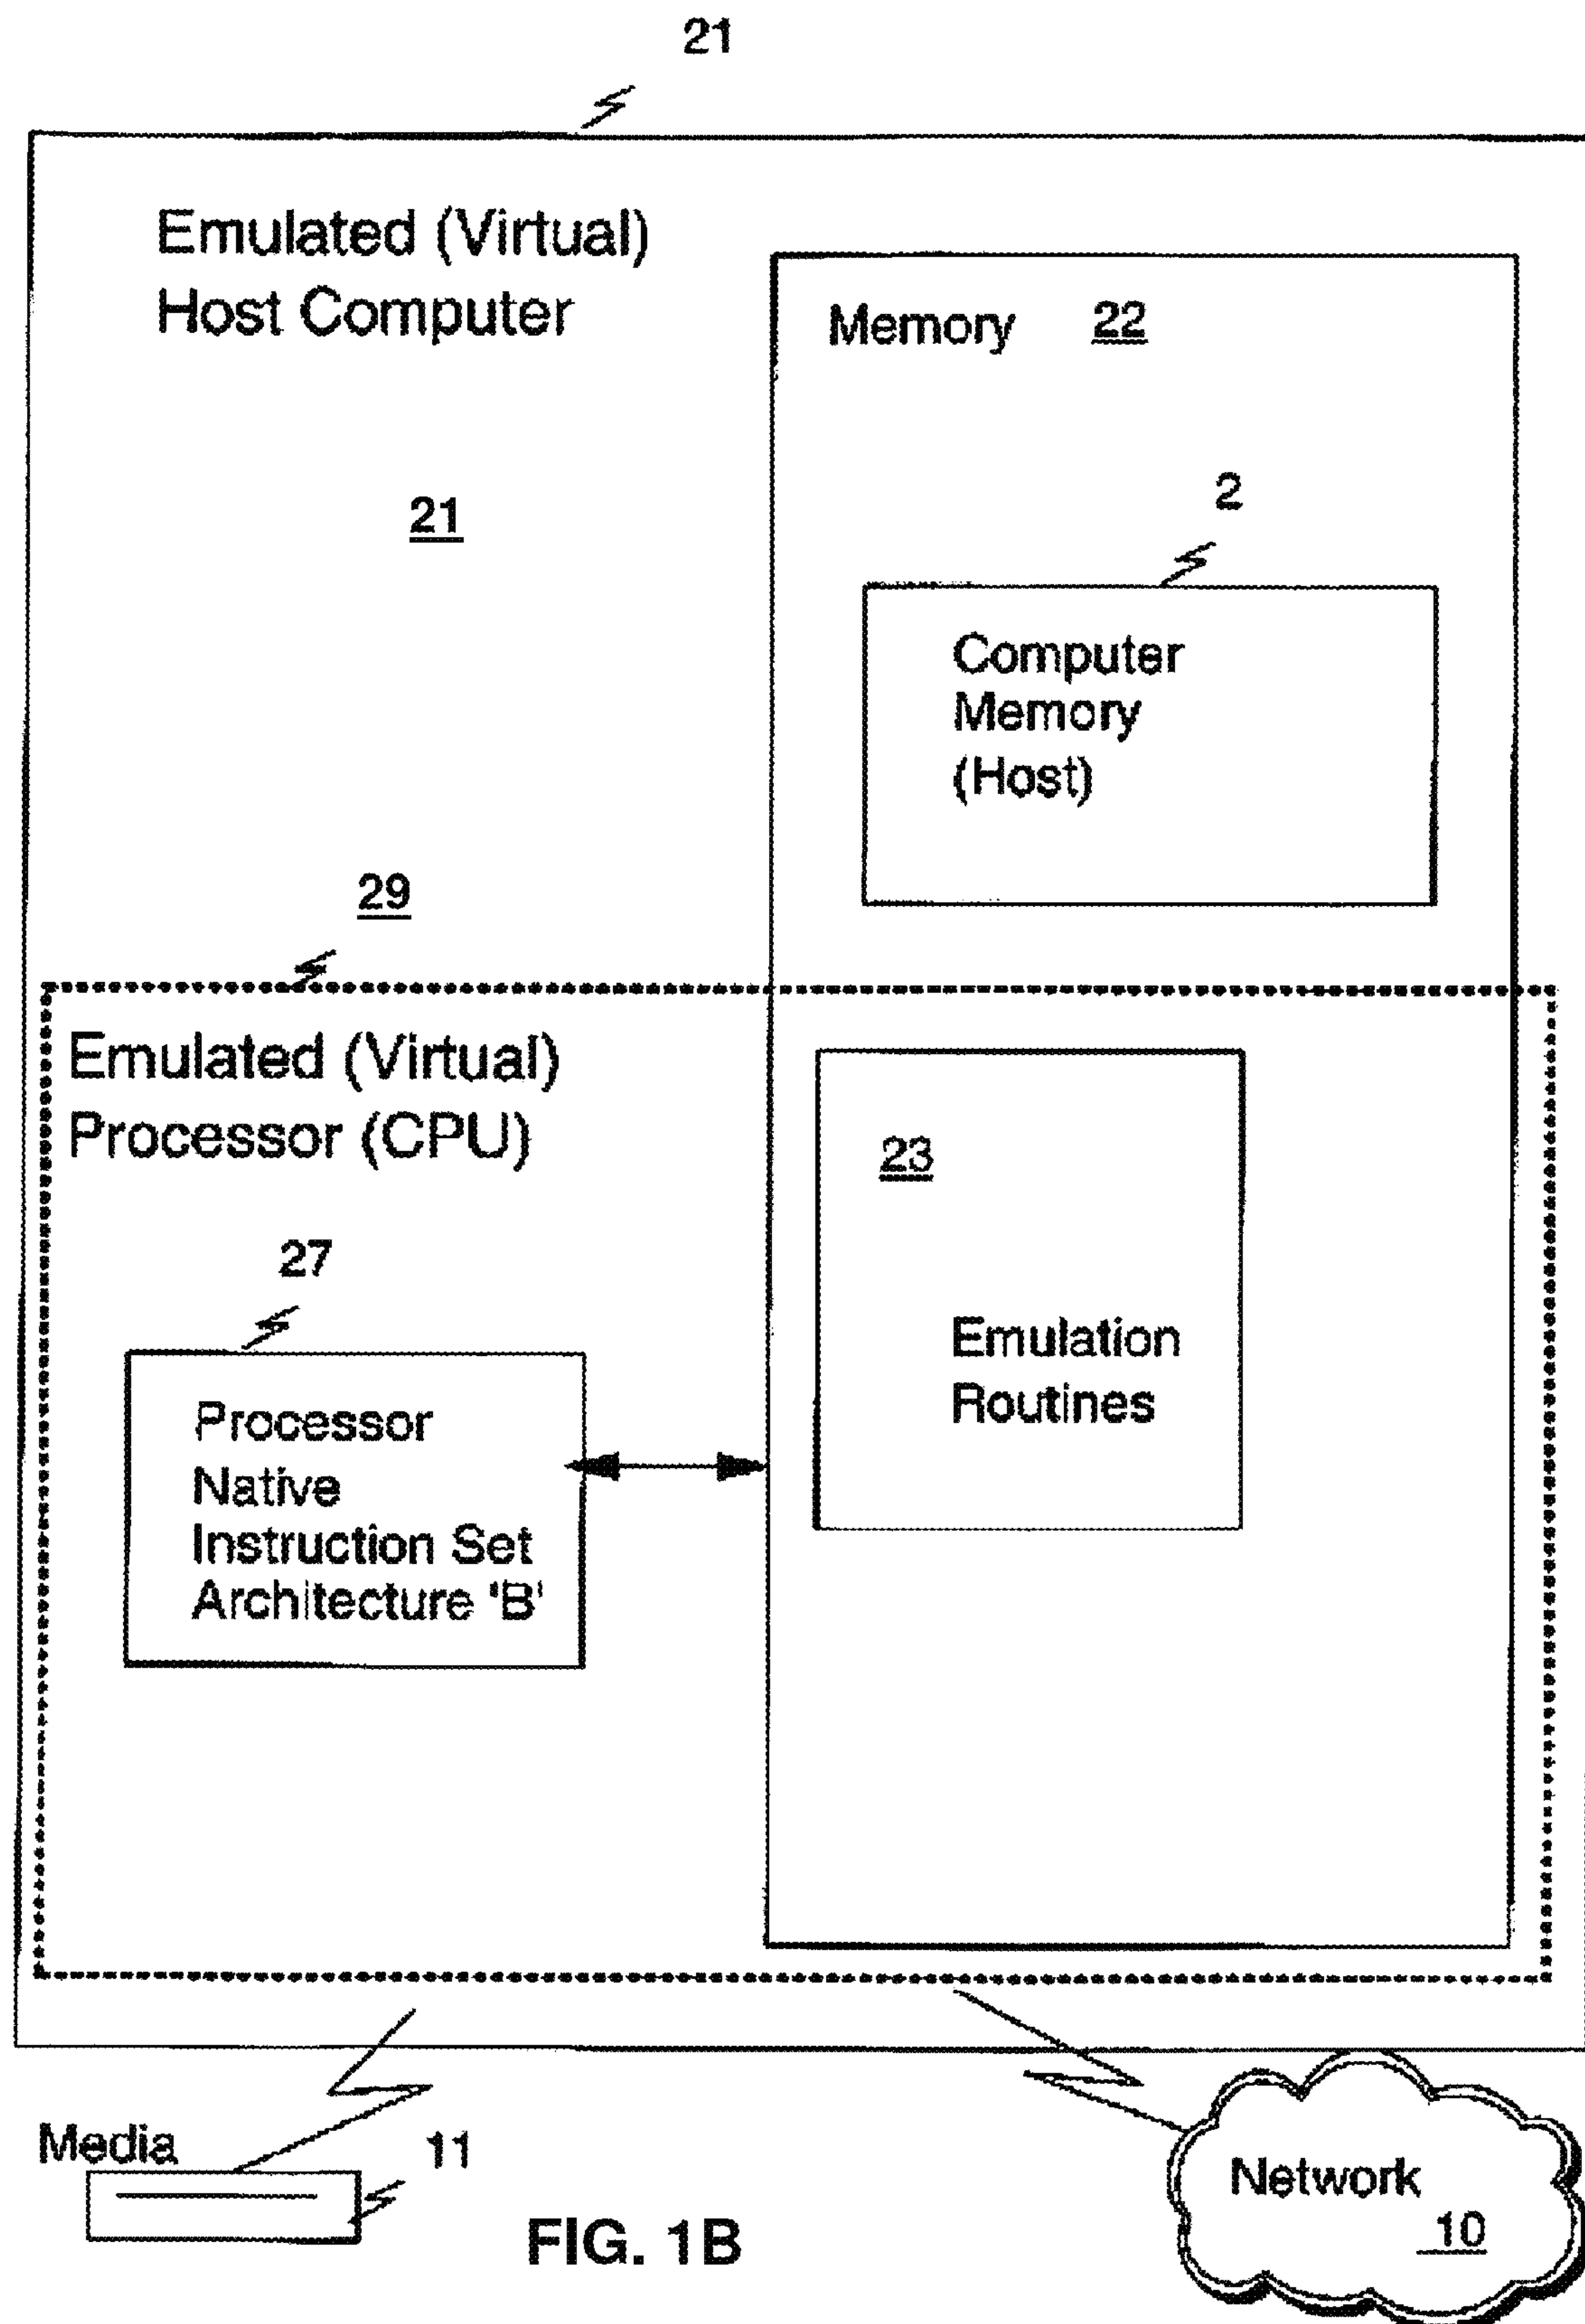 21
Emulated (Virtual)
Host Computer
Memory 22
21
2
Computer
Memory
(Host)
29
Emulated (Virtual)
Processor (CPU)
23
27
Emulation
Routines
Processor
Native
Instruction Set
Architecture 'B'
Media
11
Network
10
FIG. 1B